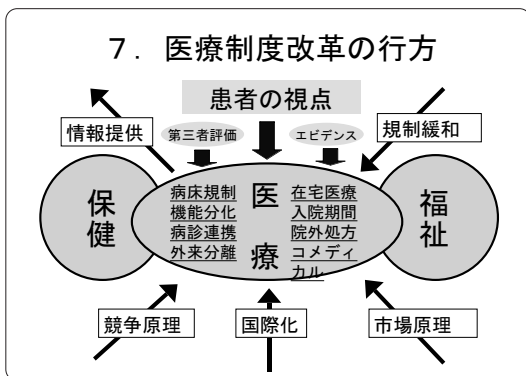 7．医療制度改革の行方
患者の視点
情報提供
第三者評価
エビデンス
規制緩和
保健
病床規制
機能分化
病診連携
外来分離
医療
在宅医療
入院期間
院外処方
コメディ
カル
福祉
競争原理
国際化
市場原理